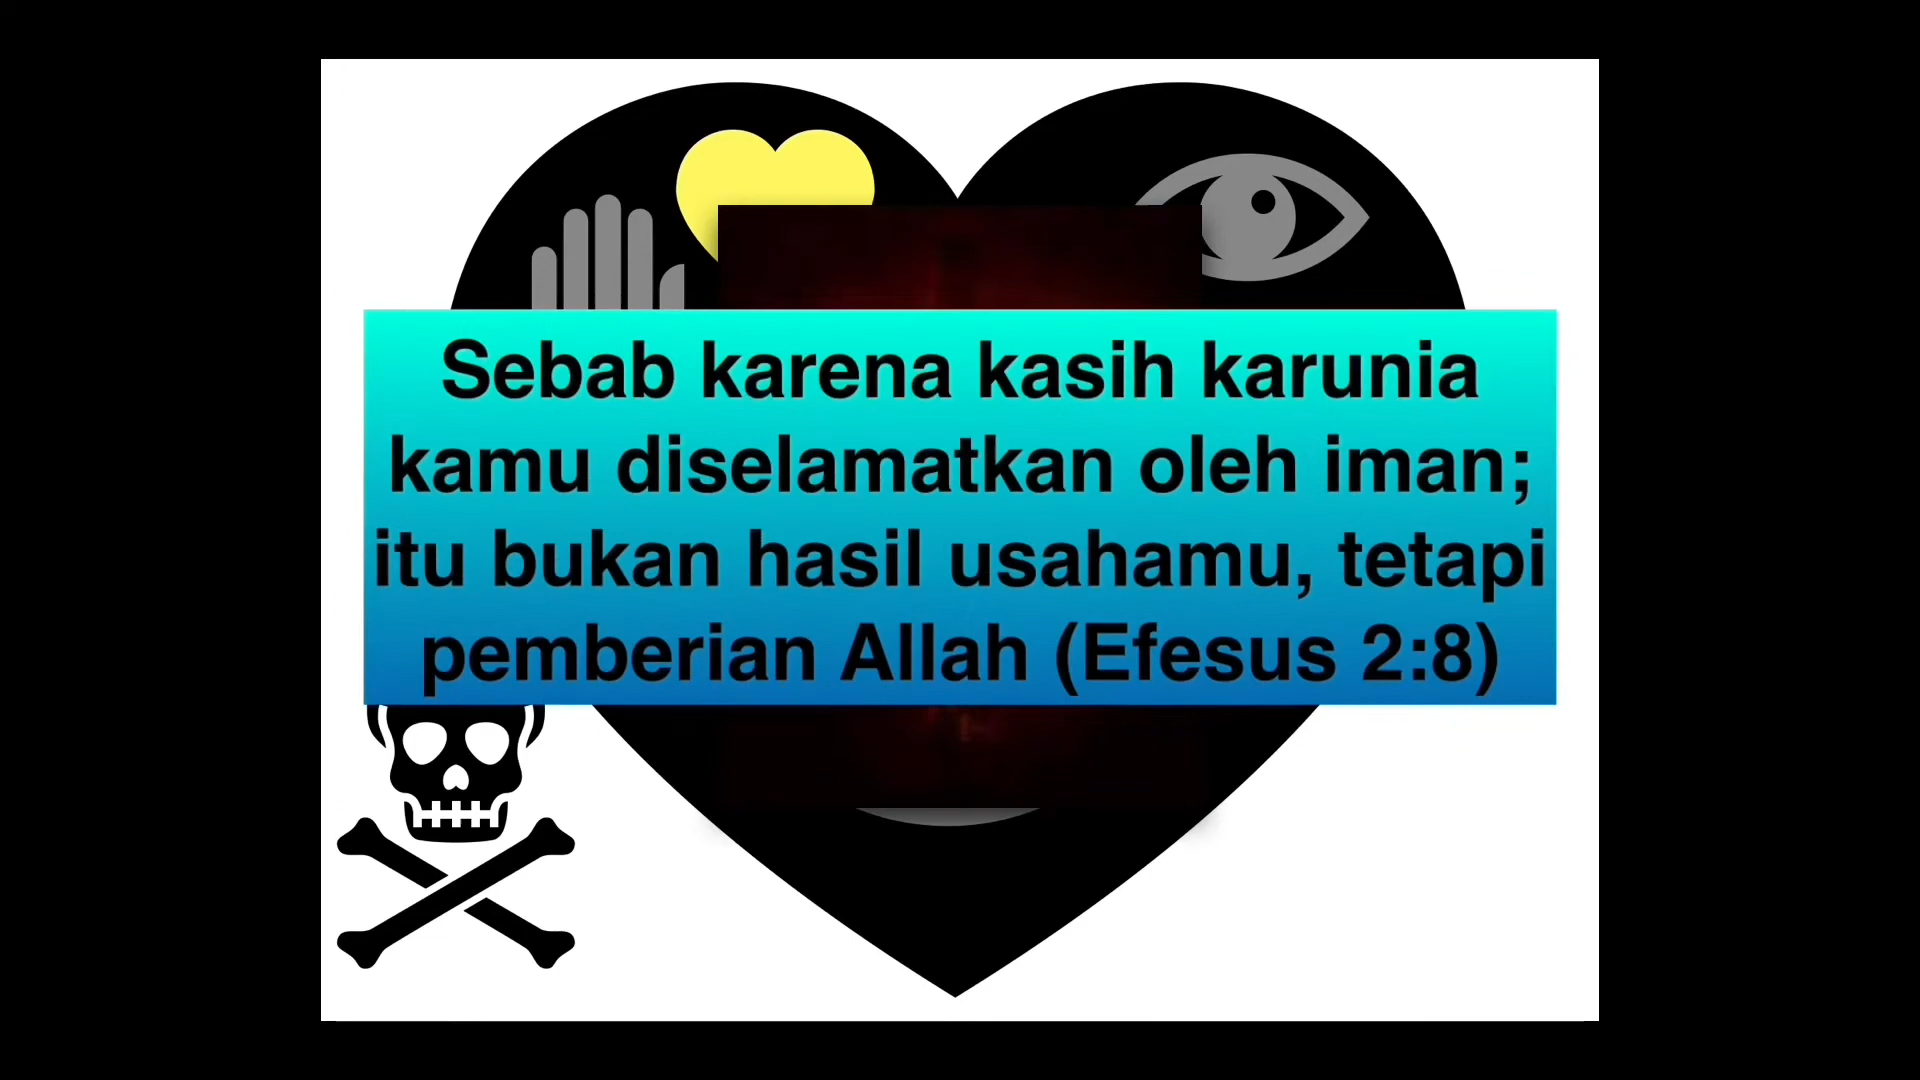 Sebab karena kasih karunia
kamu diselamatkan oleh iman;
itu bukan hasil usahamu, tetapi
pemberian Allah (Efesus 2:8)